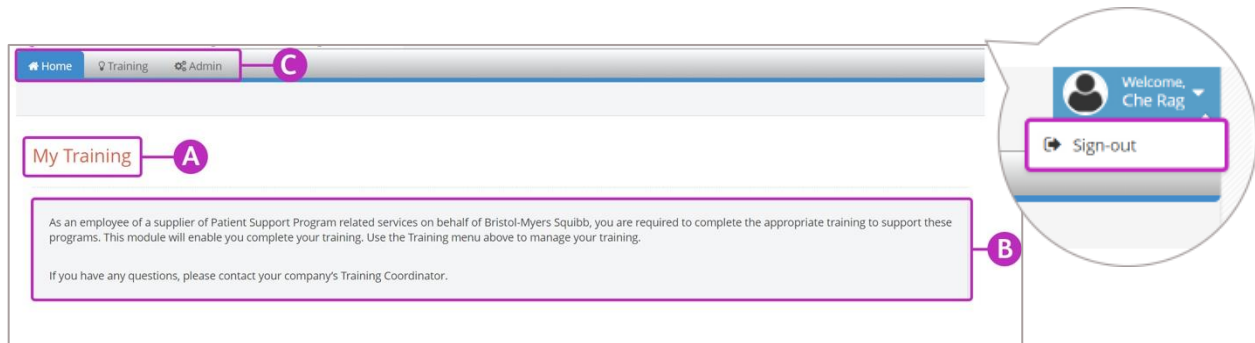 Home Training Admin C
Welcome,
Che Rag
Sign-out
My Training A
As an employee of a supplier of Patient Support Program related services on behalf of Bristol-Myers Squibb, you are required to complete the appropriate training to support these
programs. This module will enable you complete your training. Use the Training menu above to manage your training.
B
If you have any questions, please contact your company's Training Coordinator.